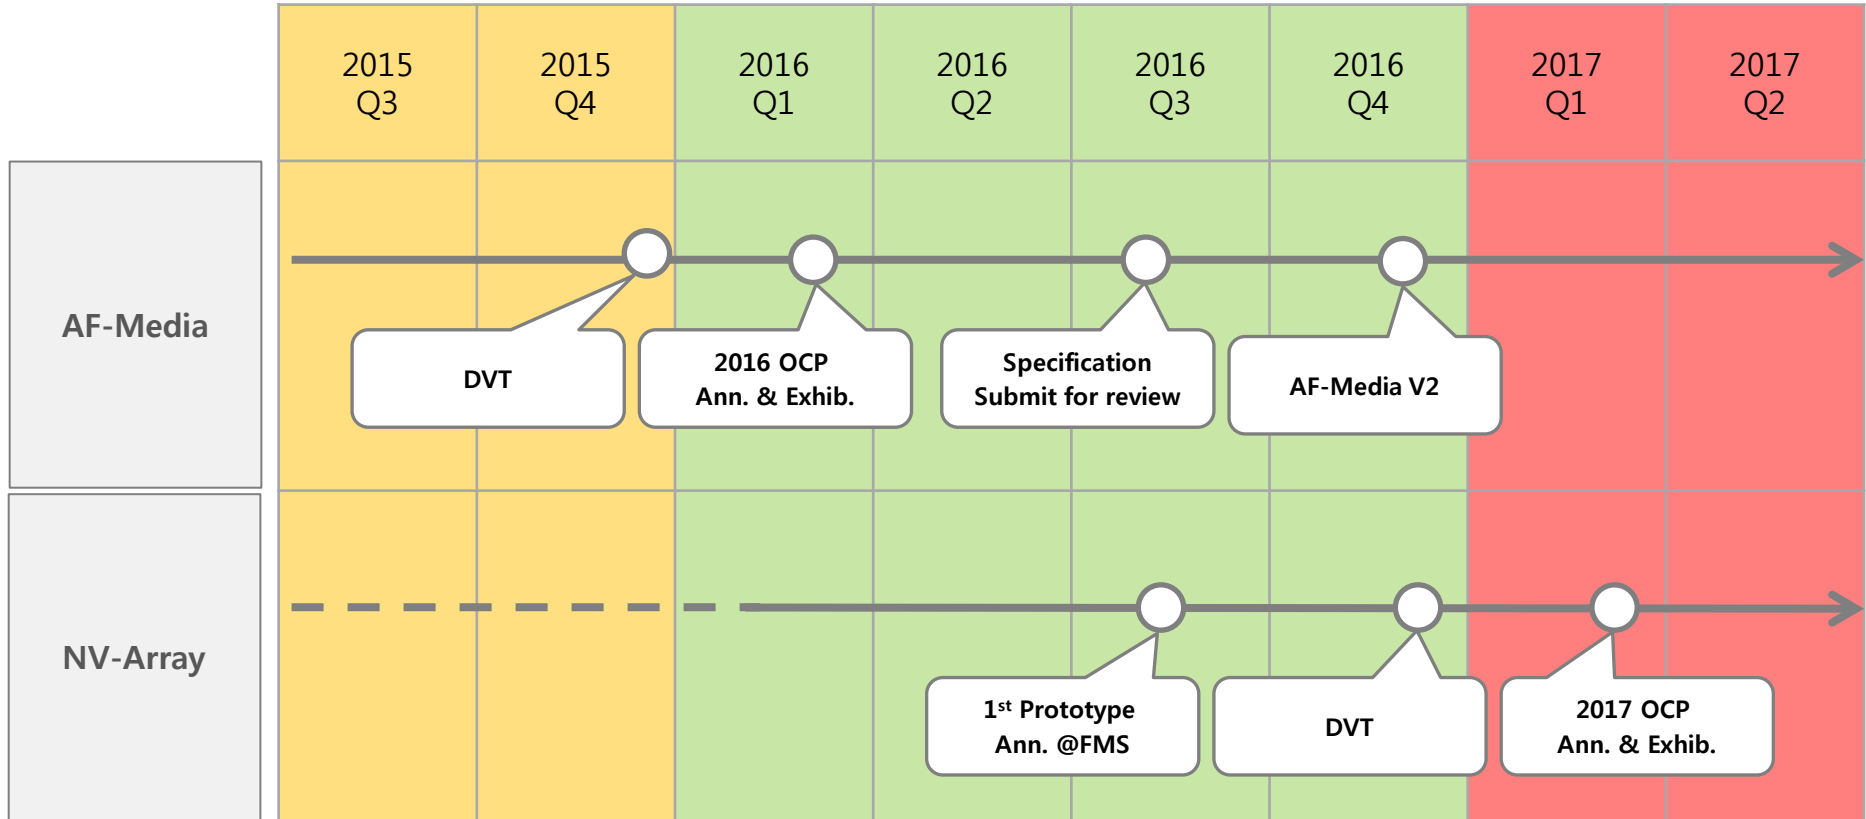 2015
Q3
2015
Q4
2016
Q1
2016
Q2
2016
Q3
2016
Q4
2017
Q1
2017
Q2
AF-Media
DVT
2016 OCP
Ann. & Exhib.
Specification
Submit for review
AF-Media V2
NV-Array
1st Prototype
Ann. @FMS
DVT
2017 OCP
Ann. & Exhib.